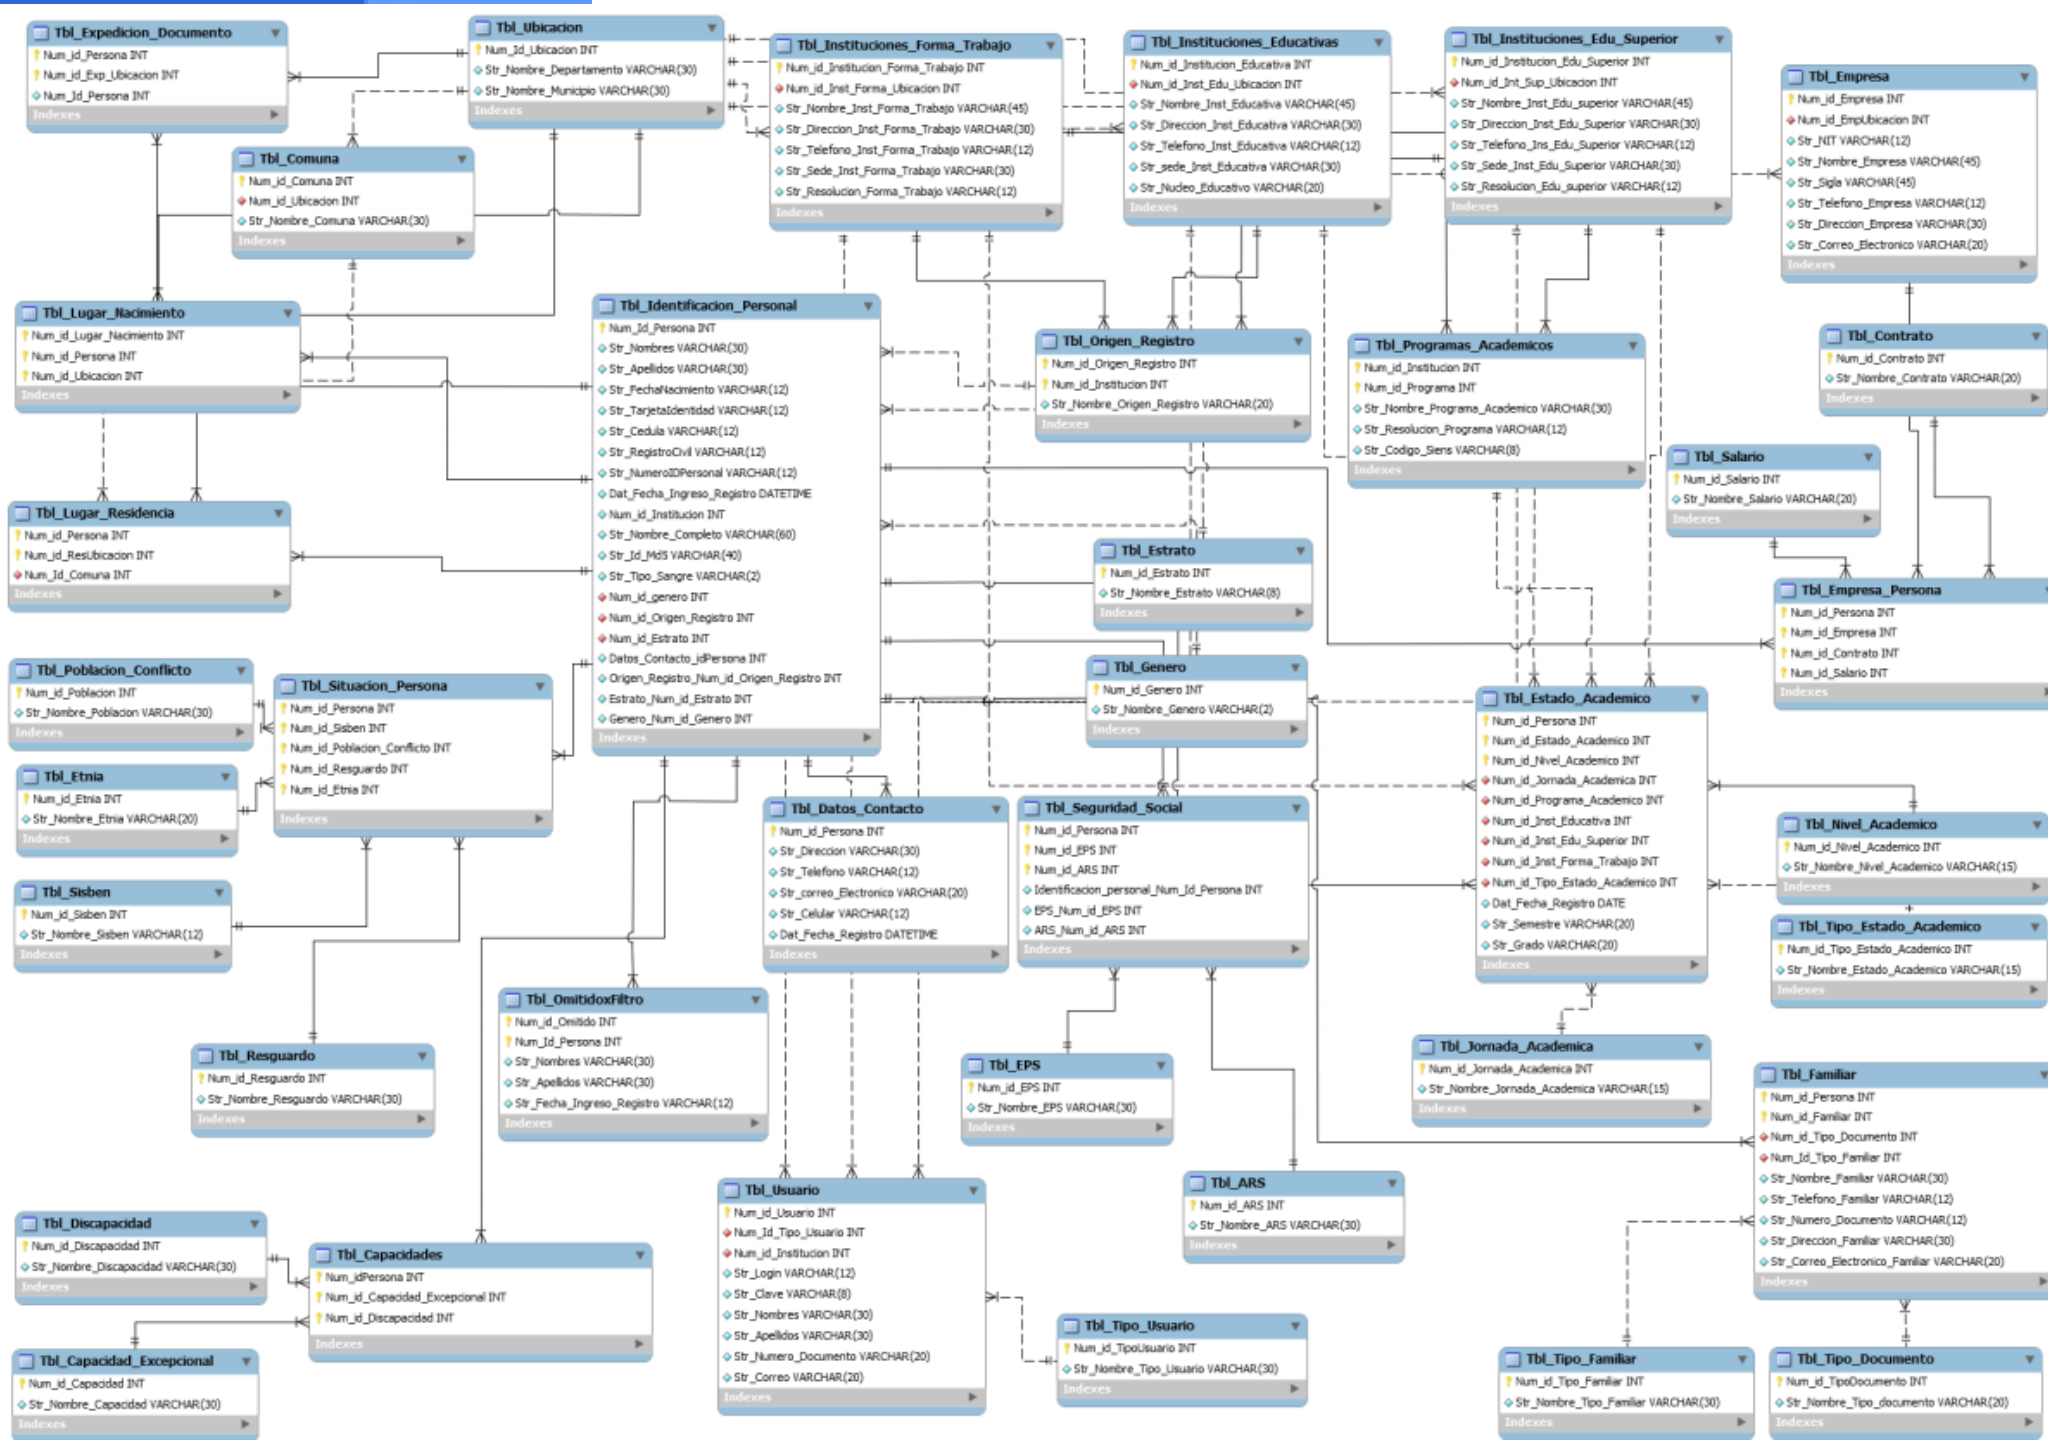 Tbl_Expedicion_Documento
Num_id_Persona INT
Num_id_Exp_Ubicacion INT
Num_Id_Persona INT
Indexes
Tbl_Ubicacion
Num_Id_Ubicacion INT
Str_Nombre_Departamento VARCHAR(30)
Str_Nombre_Municipio VARCHAR(30)
Indexes
Tbl_Instituciones_Forma_Trabajo
Num_id_Institucion_Forma_Trabajo INT
Num_id_Inst_Forma_Ubicacion INT
Str_Nombre_Inst_Forma_Trabajo VARCHAR(45)
Str_Direccion_Inst_Forma_Trabajo VARCHAR(30)
Str_Telefono_Inst_Forma_Trabajo VARCHAR(12)
Str_Sede_Inst_Forma_Trabajo VARCHAR(30)
Str_Resolucion_Forma_Trabajo VARCHAR(12)
Indexes
Tbl_Instituciones_Educativas
Num_id_Institucion_Educativa INT
Num_id_Inst_Edu_Ubicacion INT
Str_Nombre_Inst_Educativa VARCHAR(45)
Str_Direccion_Inst_Educativa VARCHAR(30)
Str_Telefono_Inst_Educativa VARCHAR(12)
Str_sede_Inst_Educativa VARCHAR(30)
Str_Nucleo_Educativo VARCHAR(20)
Indexes
Tbl_Instituciones_Edu_Superior
Num_id_Institucion_Edu_Superior INT
Num_id_Int_Sup_Ubicacion INT
Str_Nombre_Inst_Edu_superior VARCHAR(45)
Str_Direccion_Inst_Edu_Superior VARCHAR(30)
Str_Telefono_Ins_Edu_Superior VARCHAR(12)
Str_Sede_Inst_Edu_Superior VARCHAR(30)
Str_Resolucion_Edu_superior VARCHAR(12)
Indexes
Tbl_Empresa
Num_id_Empresa INT
Num_id_EmpUbicacion INT
Str_NIT VARCHAR(12)
Str_Nombre_Empresa VARCHAR(45)
Str_Sigla VARCHAR(45)
Str_Telefono_Empresa VARCHAR(12)
Str_Direccion_Empresa VARCHAR(30)
Str_Correo_Electronico VARCHAR(20)
Indexes
Tbl_Comuna
Num_id_Comuna INT
Num_id_Ubicacion INT
Str_Nombre_Comuna VARCHAR(30)
Indexes
Tbl_Lugar_Nacimiento
Num_id_Lugar_Nacimiento INT
Num_id_Persona INT
Num_id_Ubicacion INT
Indexes
Tbl_Identificacion_Personal
Num_Id_Persona INT
Str_Nombres VARCHAR(30)
Str_Apellidos VARCHAR(30)
Str_FechaNacimiento VARCHAR(12)
Str_TarjetaIdentidad VARCHAR(12)
Str_Cedula VARCHAR(12)
Str_RegistroCivil VARCHAR(12)
Str_NumeroIDPersonal VARCHAR(12)
Dat_Fecha_Ingreso_Registro DATETIME
Num_id_Institucion INT
Str_Nombre_Completo VARCHAR(60)
Str_Id_Md5 VARCHAR(40)
Str_Tipo_Sangre VARCHAR(2)
Num_id_genero INT
Num_id_Origen_Registro INT
Num_id_Estrato INT
Datos_Contacto_idPersona INT
Origen_Registro_Num_id_Origen_Registro INT
Estrato_Num_id_Estrato INT
Genero_Num_id_Genero INT
Indexes
Tbl_Origen_Registro
Num_id_Origen_Registro INT
Num_id_Institucion INT
Str_Nombre_Origen_Registro VARCHAR(20)
Indexes
Tbl_Programas_Academicos
Num_id_Institucion INT
Num_id_Programa INT
Str_Nombre_Programa_Academico VARCHAR(30)
Str_Resolucion_Programa VARCHAR(12)
Str_Codigo_Siens VARCHAR(8)
Indexes
Tbl_Contrato
Num_id_Contrato INT
Str_Nombre_Contrato VARCHAR(20)
Indexes
Tbl_Salario
Num_id_Salario INT
Str_Nombre_Salario VARCHAR(20)
Indexes
Tbl_Lugar_Residencia
Num_id_Persona INT
Num_id_ResUbicacion INT
Num_Id_Comuna INT
Indexes
Tbl_Estrato
Num_id_Estrato INT
Str_Nombre_Estrato VARCHAR(8)
Indexes
Tbl_Empresa_Persona
Num_id_Persona INT
Num_id_Empresa INT
Num_id_Contrato INT
Num_id_Salario INT
Indexes
Tbl_Poblacion_Conflicto
Num_id_Poblacion INT
Str_Nombre_Poblacion VARCHAR(30)
Indexes
Tbl_Situacion_Persona
Num_id_Persona INT
Num_id_Sisben INT
Num_id_Poblacion_Conflicto INT
Num_id_Resguardo INT
Num_id_Etnia INT
Indexes
Tbl_Genero
Num_id_Genero INT
Str_Nombre_Genero VARCHAR(2)
Indexes
Tbl_Estado_Academico
Num_id_Persona INT
Num_id_Estado_Academico INT
Num_id_Nivel_Academico INT
Num_id_Jornada_Academica INT
Num_id_Programa_Academico INT
Num_id_Inst_Educativa INT
Num_id_Inst_Edu_Superior INT
Num_id_Inst_Forma_Trabajo INT
Num_id_Tipo_Estado_Academico INT
Dat_Fecha_Registro DATE
Str_Semestre VARCHAR(20)
Str_Grado VARCHAR(20)
Indexes
Tbl_Etnia
Num_id_Etnia INT
Str_Nombre_Etnia VARCHAR(20)
Indexes
Tbl_Datos_Contacto
Num_id_Persona INT
Str_Direccion VARCHAR(30)
Str_Telefono VARCHAR(12)
Str_correo_Electronico VARCHAR(20)
Str_Celular VARCHAR(12)
Dat_Fecha_Registro DATETIME
Indexes
Tbl_Seguridad_Social
Num_id_Persona INT
Num_id_EPS INT
Num_id_ARS INT
Identificacion_personal_Num_Id_Persona INT
EPS_Num_id_EPS INT
ARS_Num_id_ARS INT
Indexes
Tbl_Nivel_Academico
Num_id_Nivel_Academico INT
Str_Nombre_Nivel_Academico VARCHAR(15)
Indexes
Tbl_Sisben
Num_id_Sisben INT
Str_Nombre_Sisben VARCHAR(12)
Indexes
Tbl_Tipo_Estado_Academico
Num_id_Tipo_Estado_Academico INT
Str_Nombre_Estado_Academico VARCHAR(15)
Indexes
Tbl_OmitidoxFiltro
Num_id_Omitido INT
Num_Id_Persona INT
Str_Nombres VARCHAR(30)
Str_Apellidos VARCHAR(30)
Str_Fecha_Ingreso_Registro VARCHAR(12)
Indexes
Tbl_Resguardo
Num_id_Resguardo INT
Str_Nombre_Resguardo VARCHAR(30)
Indexes
Tbl_EPS
Num_id_EPS INT
Str_Nombre_EPS VARCHAR(30)
Indexes
Tbl_Jornada_Academica
Num_id_Jornada_Academica INT
Str_Nombre_Jornada_Academica VARCHAR(15)
Indexes
Tbl_Familiar
Num_id_Persona INT
Num_id_Familiar INT
Num_id_Tipo_Documento INT
Num_Id_Tipo_Familiar INT
Str_Nombre_Familiar VARCHAR(30)
Str_Telefono_Familiar VARCHAR(12)
Str_Numero_Documento VARCHAR(12)
Str_Direccion_Familiar VARCHAR(30)
Str_Correo_Electronico_Familiar VARCHAR(20)
Indexes
Tbl_Usuario
Num_id_Usuario INT
Num_Id_Tipo_Usuario INT
Num_id_Institucion INT
Str_Login VARCHAR(12)
Str_Clave VARCHAR(8)
Str_Nombres VARCHAR(30)
Str_Apellidos VARCHAR(30)
Str_Numero_Documento VARCHAR(20)
Str_Correo VARCHAR(20)
Indexes
Tbl_ARS
Num_id_ARS INT
Str_Nombre_ARS VARCHAR(30)
Indexes
Tbl_Discapacidad
Num_id_Discapacidad INT
Str_Nombre_Discapacidad VARCHAR(30)
Indexes
Tbl_Capacidades
Num_idPersona INT
Num_id_Capacidad_Excepcional INT
Num_id_Discapacidad INT
Indexes
Tbl_Tipo_Usuario
Num_id_TipoUsuario INT
Str_Nombre_Tipo_Usuario VARCHAR(30)
Indexes
Tbl_Capacidad_Excepcional
Num_id_Capacidad INT
Str_Nombre_Capacidad VARCHAR(30)
Indexes
Tbl_Tipo_Familiar
Num_id_Tipo_Familiar INT
Str_Nombre_Tipo_Familiar VARCHAR(30)
Indexes
Tbl_Tipo_Documento
Num_id_TipoDocumento INT
Str_Nombre_Tipo_documento VARCHAR(20)
Indexes